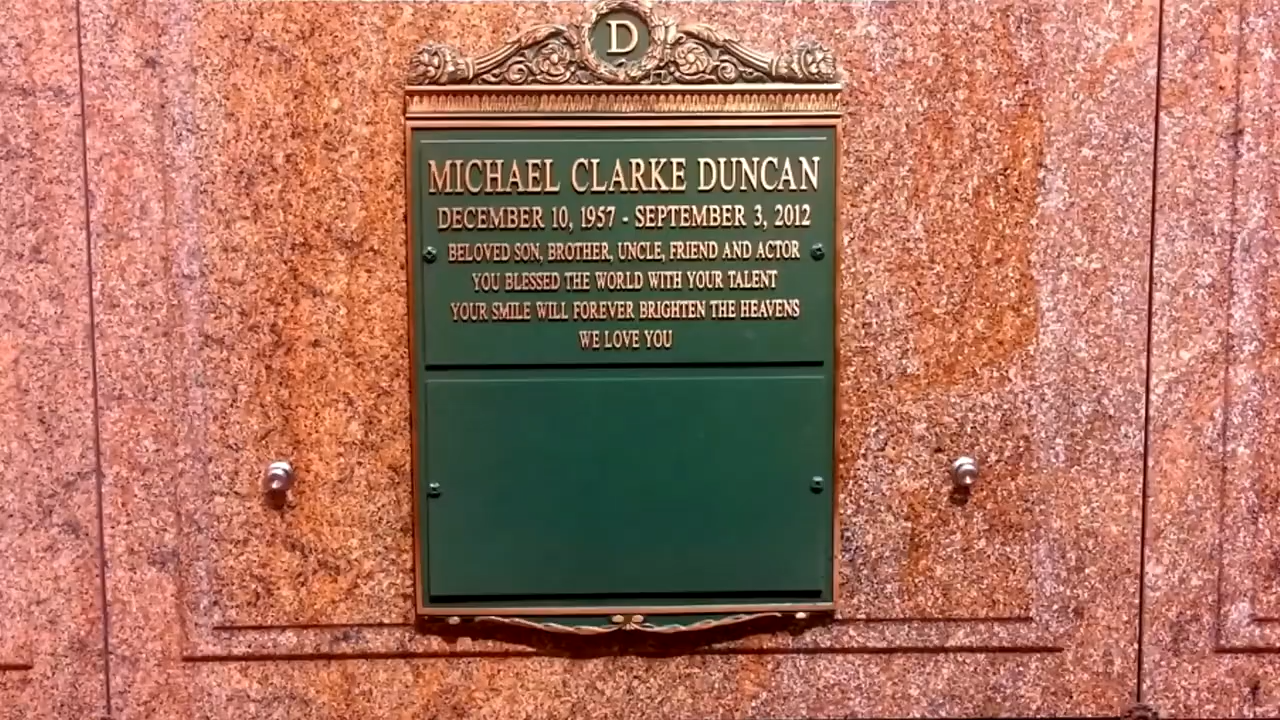 D
MICHAEL CLARKE DUNCAN
DECEMBER 10, 1957 - SEPTEMBER 3, 2012
BELOVED SON, BROTHER, UNCLE, FRIEND AND ACTOR
YOU BLESSED THE WORLD WITH YOUR TALENT
YOUR SMILE WILL FOREVER BRIGHTEN THE HEAVENS
WE LOVE YOU